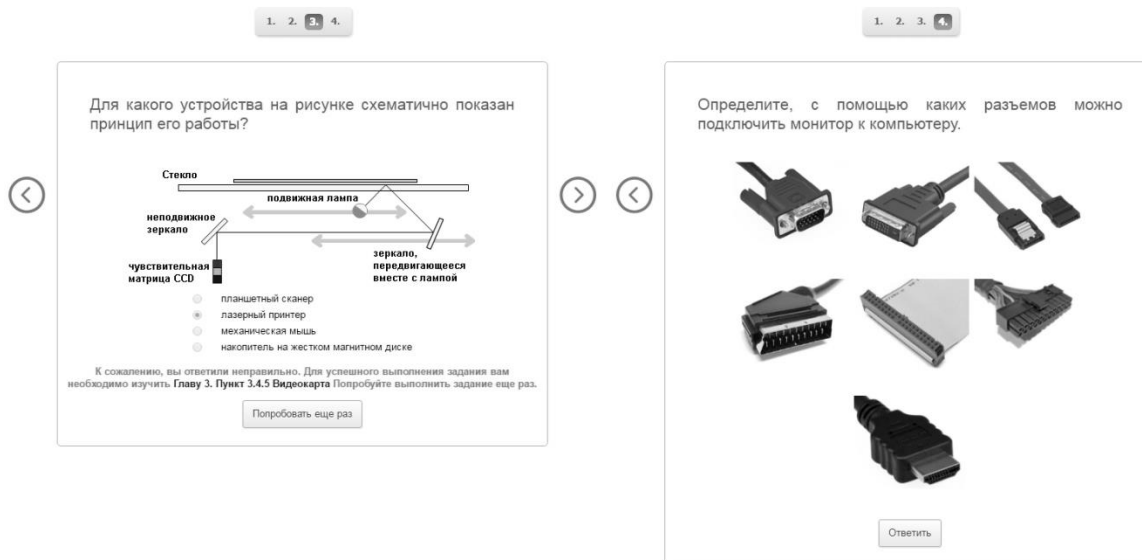 1. 2. 3. 4.
Для какого устройства на рисунке схематично показан
принцип его работы?
Стекло
подвижная лампа
неподвижное
зеркало
зеркало,
передвигающееся
вместе с лампой
чувствительная
матрица CCD
планшетный сканер
лазерный принтер
механическая мышь
накопитель на жестком магнитном диске
К сожалению, вы ответили неправильно. Для успешного выполнения задания вам
необходимо изучить Главу 3. Пункт 3.4.5 Видеокарта Попробуйте выполнить задание еще раз.
Попробовать еще раз
1. 2. 3. 4.
Определите, с помощью каких разъемов можно
подключить монитор к компьютеру.
Ответить